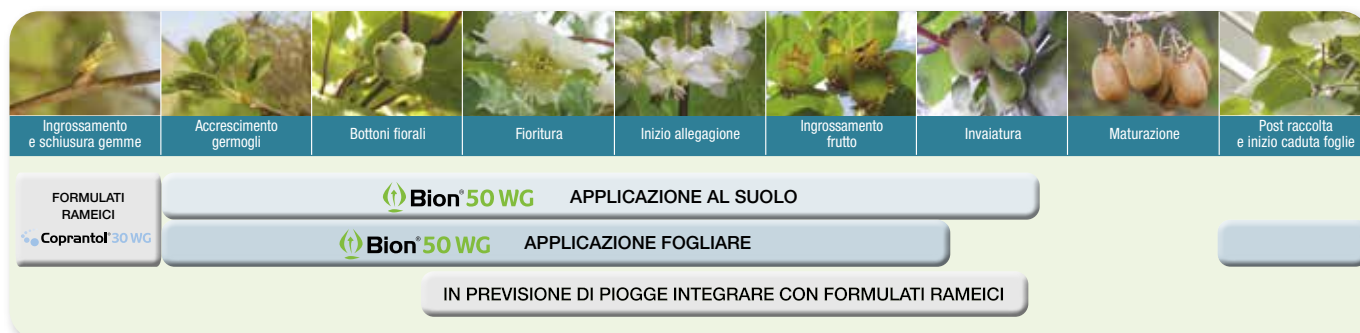 Ingrossamento
e schiusura gemme
Accrescimento
germogli
Bottoni fiorali
Fioritura
Inizio allegagione
Ingrossamento
frutto
Invaiatura
Maturazione
Post raccolta
e inizio caduta foglie
FORMULATI
RAMEICI
Coprantol® 30 WG
Bion® 50 WG APPLICAZIONE AL SUOLO
Bion® 50 WG APPLICAZIONE FOGLIARE
IN PREVISIONE DI PIOGGE INTEGRARE CON FORMULATI RAMEICI